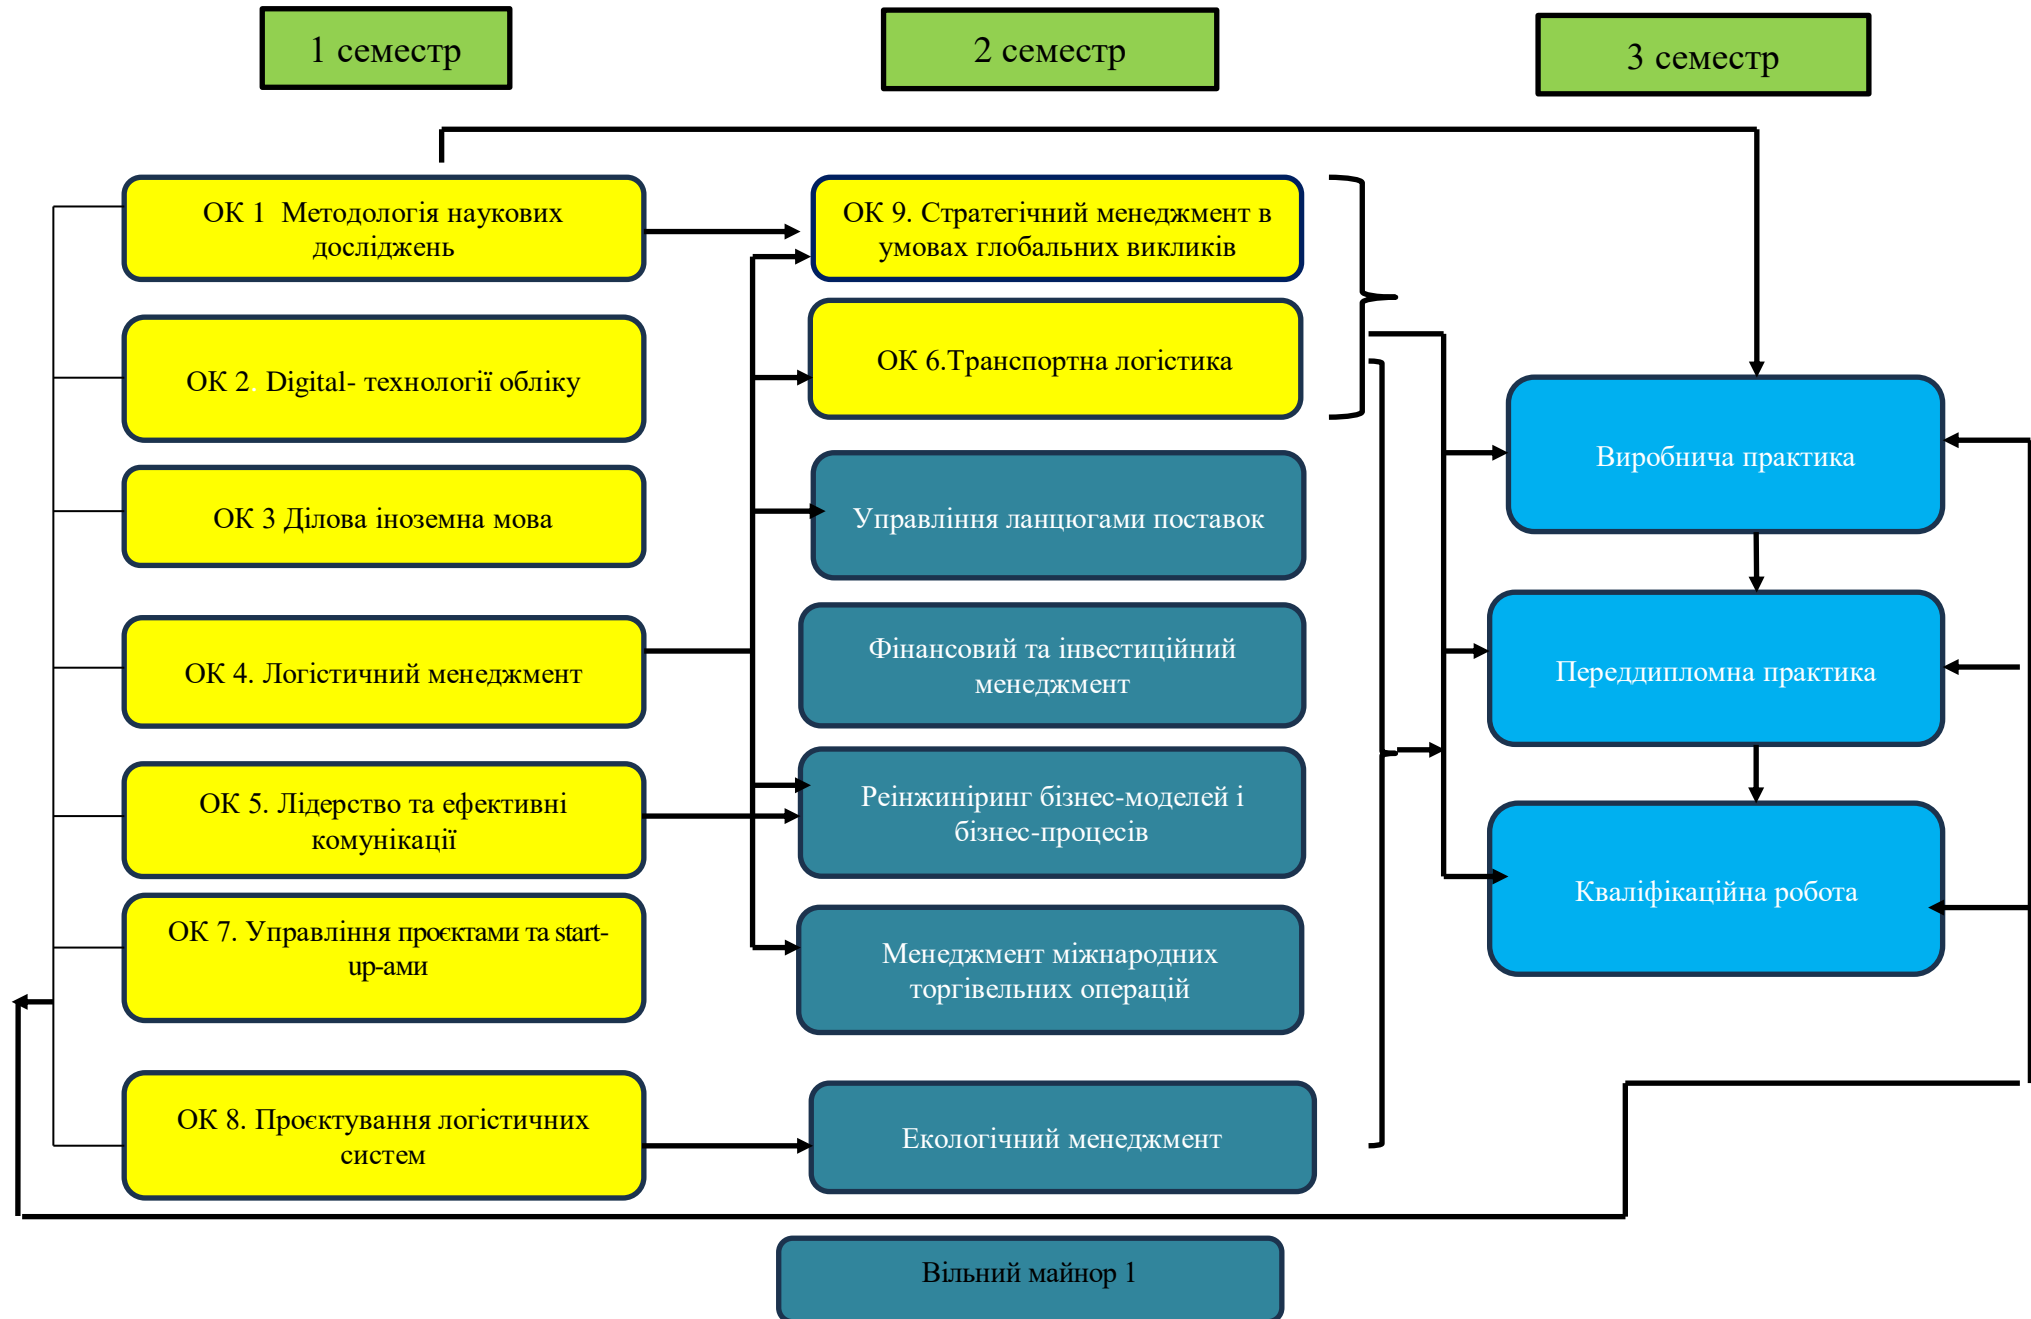 1 семестр
2 семестр
3 семестр
ОК 1  Методологія наукових
досліджень
ОК 2. Digital- технології обліку
ОК 3 Ділова іноземна мова
ОК 4. Логістичний менеджмент
ОК 5. Лідерство та ефективні
комунікації
ОК 7. Управління проєктами та start-
up-ами
ОК 8. Проєктування логістичних
систем
ОК 9. Стратегічний менеджмент в
умовах глобальних викликів
ОК 6.Транспортна логістика
Управління ланцюгами поставок
Фінансовий та інвестиційний
менеджмент
Реінжиніринг бізнес-моделей і
бізнес-процесів
Менеджмент міжнародних
торгівельних операцій
Екологічний менеджмент
Вільний майнор 1
Виробнича практика
Переддипломна практика
Кваліфікаційна робота